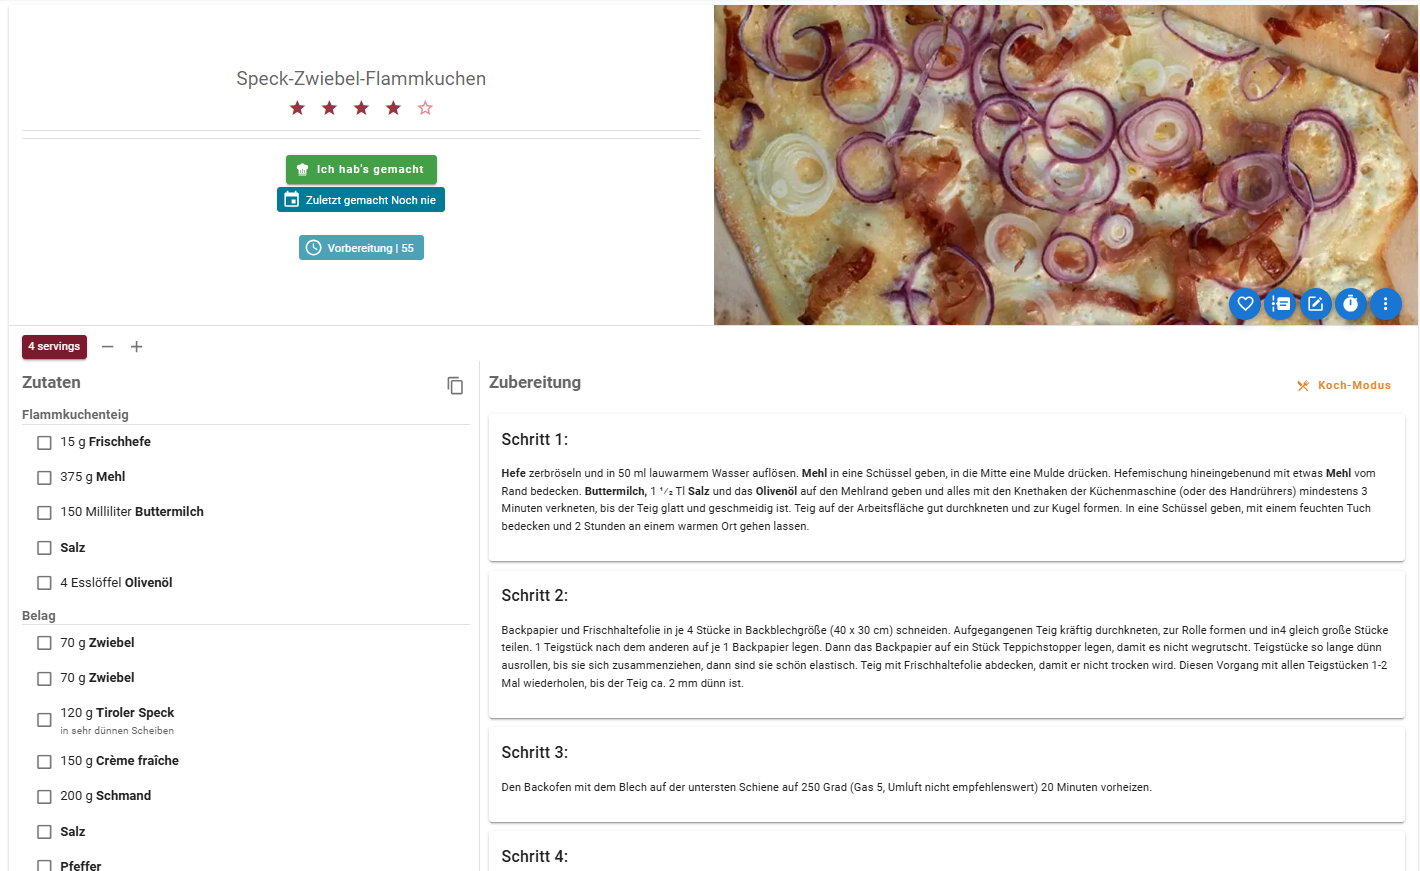 Speck-Zwiebel-Flammkuchen
Ich hab's gemacht
Zuletzt gemacht Noch nie
Vorbereitung | 55
4 servings
Zutaten
Flammkuchenteig
15 g Frischhefe
375 g Mehl
150 Milliliter Buttermilch
Salz
4 Esslöffel Olivenöl
Belag
70 g Zwiebel
70 g Zwiebel
120 g Tiroler Speck
in sehr dünnen Scheiben
150 g Crème fraîche
200 g Schmand
Salz
Pfeffer
Zubereitung
Koch-Modus
Schritt 1:
Hefe zerbröseln und in 50 ml lauwarmem Wasser auflösen. Mehl in eine Schüssel geben, in die Mitte eine Mulde drücken. Hefemischung hineingebenund mit etwas Mehl vom
Rand bedecken. Buttermilch, 1 1/2 Tl Salz und das Olivenöl auf den Mehlrand geben und alles mit den Knethaken der Küchenmaschine (oder des Handrührers) mindestens 3
Minuten verkneten, bis der Teig glatt und geschmeidig ist. Teig auf der Arbeitsfläche gut durchkneten und zur Kugel formen. In eine Schüssel geben, mit einem feuchten Tuch
bedecken und 2 Stunden an einem warmen Ort gehen lassen.
Schritt 2:
Backpapier und Frischhaltefolie in je 4 Stücke in Backblechgröße (40 x 30 cm) schneiden. Aufgegangenen Teig kräftig durchkneten, zur Rolle formen und in4 gleich große Stücke
teilen. 1 Teigstück nach dem anderen auf je 1 Backpapier legen. Dann das Backpapier auf ein Stück Teppichstopper legen, damit es nicht wegrutscht. Teigstücke so lange dünn
ausrollen, bis sie sich zusammenziehen, dann sind sie schön elastisch. Teig mit Frischhaltefolie abdecken, damit er nicht trocken wird. Diesen Vorgang mit allen Teigstücken 1-2
Mal wiederholen, bis der Teig ca. 2 mm dünn ist.
Schritt 3:
Den Backofen mit dem Blech auf der untersten Schiene auf 250 Grad (Gas 5, Umluft nicht empfehlenswert) 20 Minuten vorheizen.
Schritt 4: